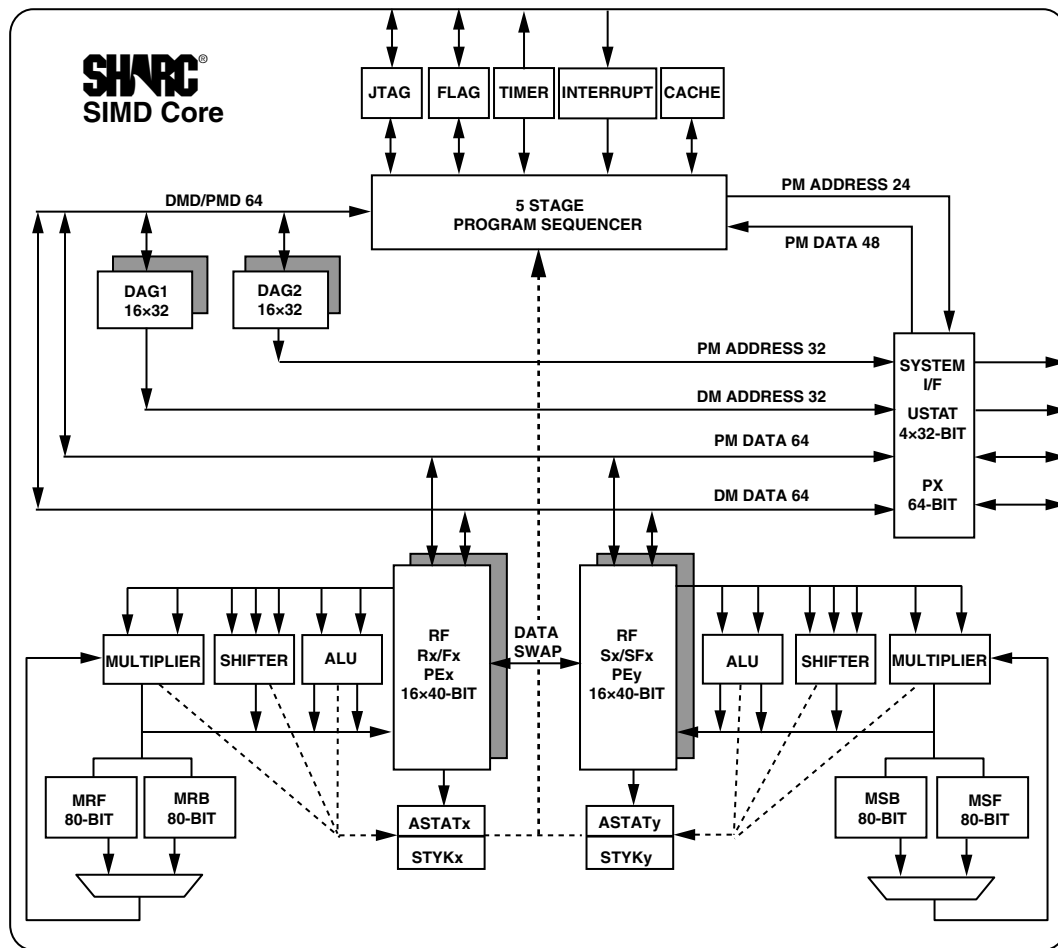 SHARC®
SIMD Core
JTAG
FLAG
TIMER
INTERRUPT
CACHE
5 STAGE
PROGRAM SEQUENCER
PM ADDRESS 24
PM DATA 48
DMD/PMD 64
DAG1
16×32
DAG2
16×32
PM ADDRESS 32
DM ADDRESS 32
PM DATA 64
DM DATA 64
SYSTEM
I/F
USTAT
4×32-BIT
PX
64-BIT
MULTIPLIER
SHIFTER
ALU
RF
Rx/Fx
PEx
16×40-BIT
DATA
SWAP
RF
Sx/SFx
PEy
16×40-BIT
ALU
SHIFTER
MULTIPLIER
MRF
80-BIT
MRB
80-BIT
ASTATx
STYKx
ASTATy
STYKy
MSB
80-BIT
MSF
80-BIT